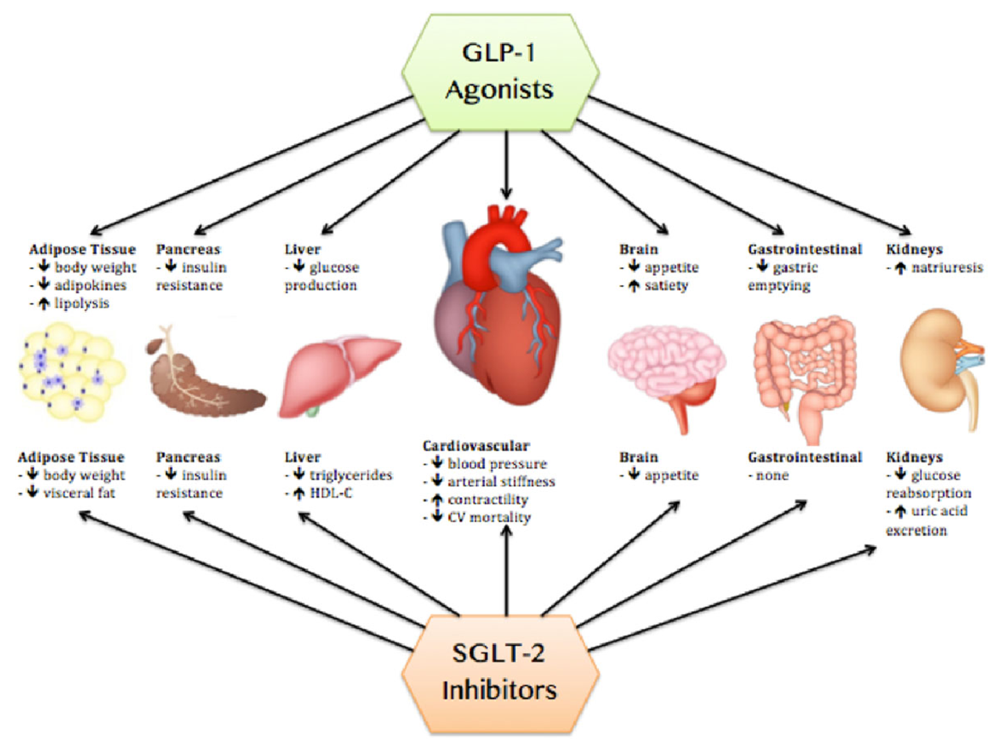 GLP-1
Agonists
Adipose Tissue
- ↓ body weight
- ↓ adipokines
- ↑ lipolysis
Pancreas
- ↓ insulin
resistance
Liver
- ↓ glucose
production
Brain
- ↓ appetite
- ↑ satiety
Gastrointestinal
- ↓ gastric
emptying
Kidneys
- ↑ natriuresis
Adipose Tissue
- ↓ body weight
- ↓ visceral fat
Pancreas
- ↓ insulin
resistance
Liver
- ↓ triglycerides
- ↑ HDL-C
Cardiovascular
- ↓ blood pressure
- ↓ arterial stiffness
- ↑ contractility
- ↓ CV mortality
Brain
- ↓ appetite
Gastrointestinal
- none
Kidneys
- ↓ glucose
reabsorption
- ↑ uric acid
excretion
SGLT-2
Inhibitors